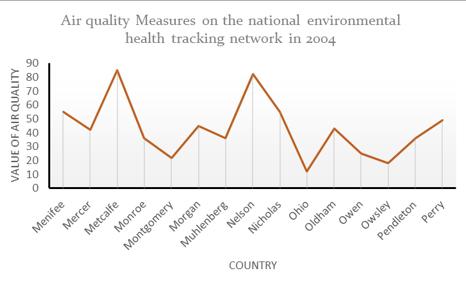 Air quality Measures on the national environmental
health tracking network in 2004
VALUE OF AIR QUALITY
90
80
70
60
50
40
30
20
10
0
Menifee
Mercer
Metcalfe
Monroe
Montgomery
Morgan
Muhlenberg
Nelson
Nicholas
Ohio
Oldham
Owen
Owsley
Pendleton
Perry
COUNTRY